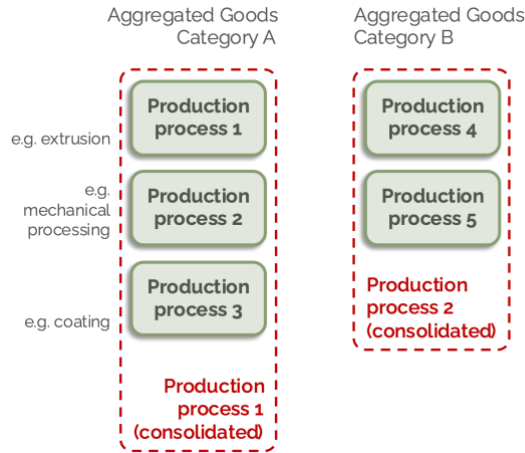 Aggregated Goods
Category A
Production
process 1
e.g. extrusion
Production
process 2
e.g.
mechanical
processing
Production
process 3
e.g. coating
Production
process 1
(consolidated)
Aggregated Goods
Category B
Production
process 4
Production
process 5
Production
process 2
(consolidated)